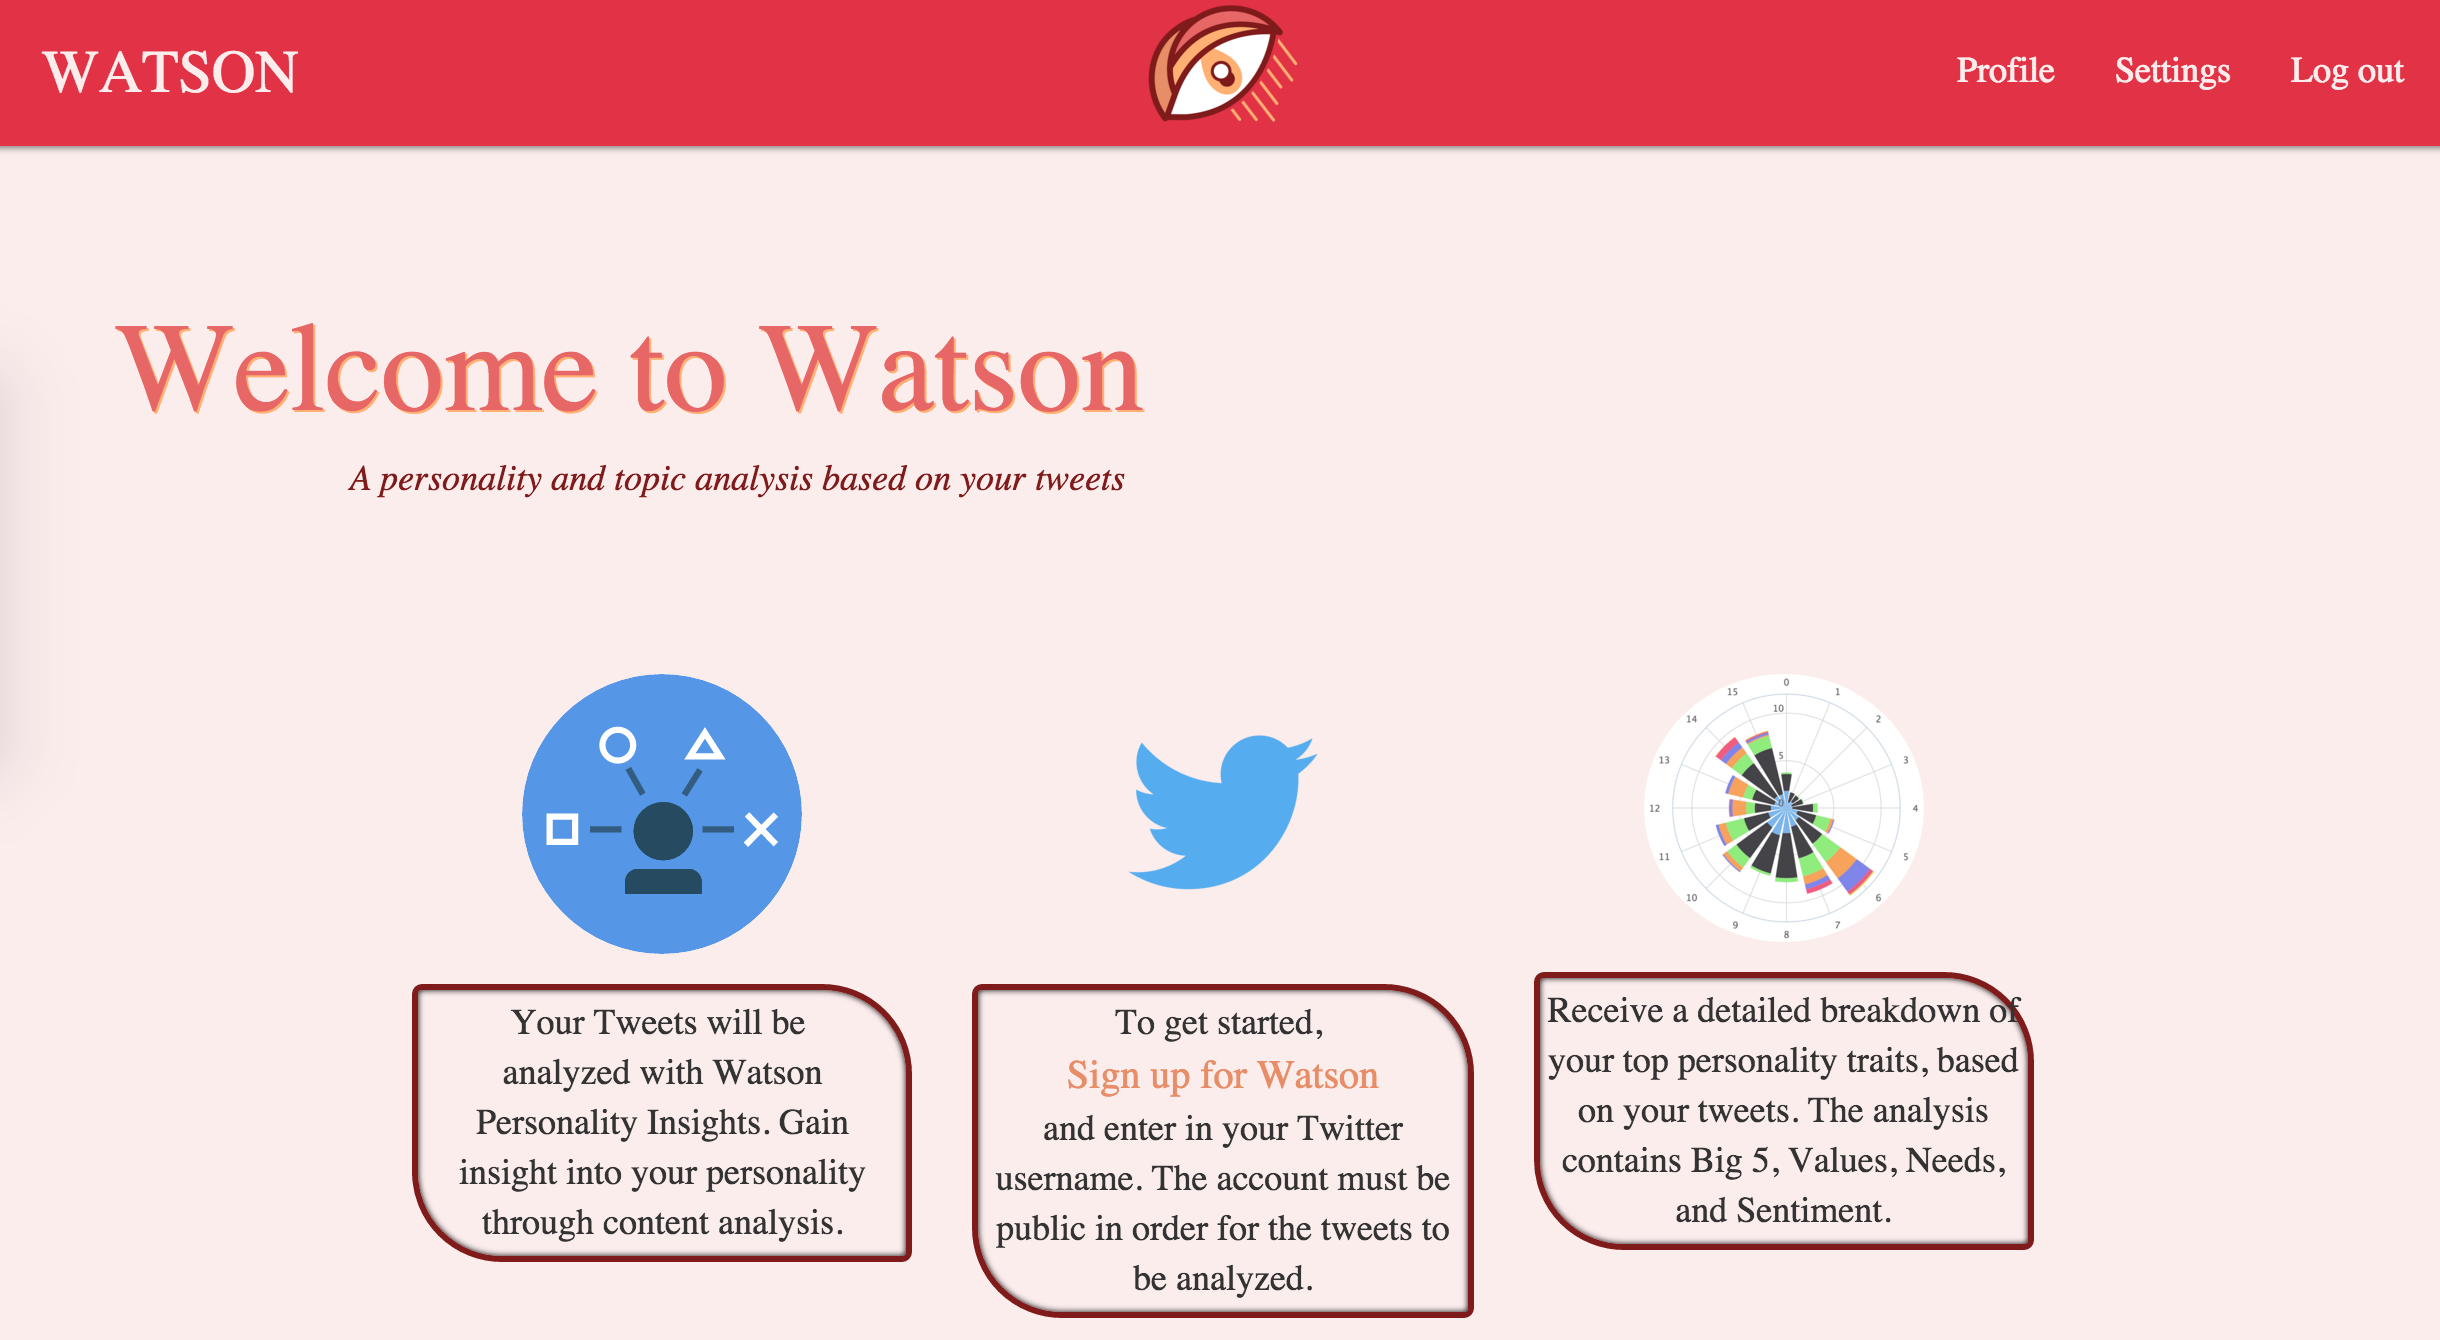 WATSON
Profile
Settings
Log out
Welcome to Watson
A personality and topic analysis based on your tweets
Your Tweets will be
analyzed with Watson
Personality Insights. Gain
insight into your personality
through content analysis.
To get started,
Sign up for Watson
and enter in your Twitter
username. The account must be
public in order for the tweets to
be analyzed.
0
1
2
3
4
5
6
7
8
9
10
11
12
13
14
15
10
5
0
Receive a detailed breakdown of
your top personality traits, based
on your tweets. The analysis
contains Big 5, Values, Needs,
and Sentiment.